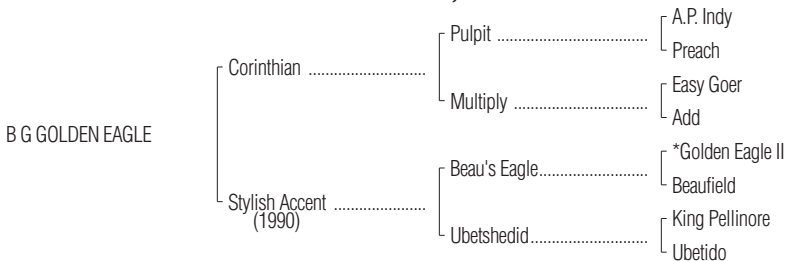 A.P. Indy
Pulpit
Preach
Corinthian
Easy Goer
Multiply
Add
B G GOLDEN EAGLE
*Golden Eagle II
Beau's Eagle
Beaufield
Stylish Accent
(1990)
King Pellinore
Ubetshedid
Ubetido